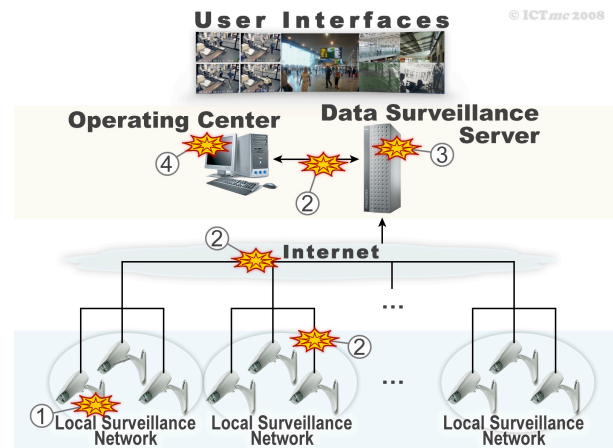 © ICTmc 2008
User Interfaces
Operating Center
Data Surveillance
Server
④
③
②
②
Internet
...
②
...
①
Local Surveillance
Network
Local Surveillance
Network
Local Surveillance
Network